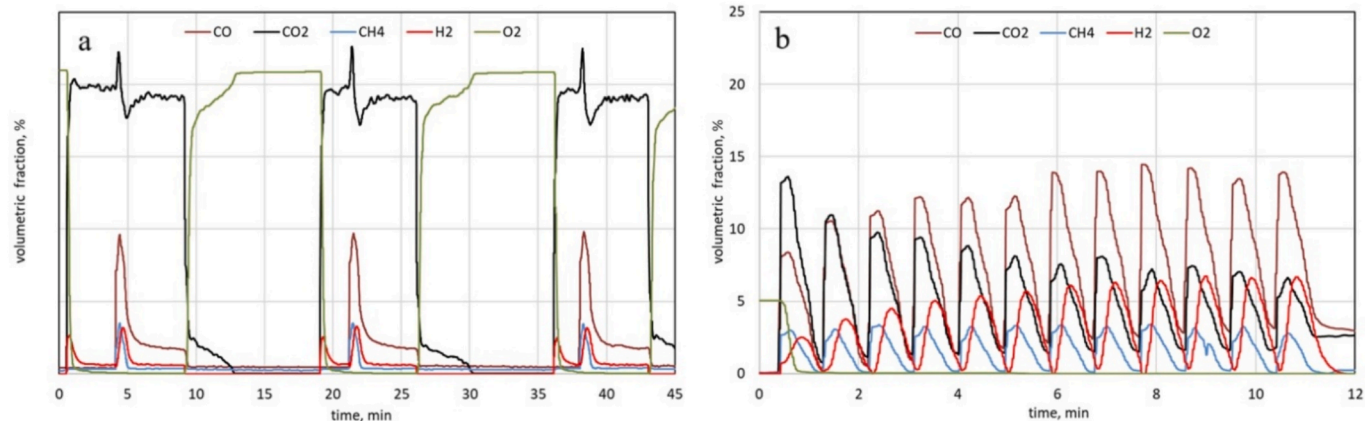 a
CO CO2 CH4 H2 O2
volumetric fraction, %
0 5 10 15 20 25 30 35 40 45
time, min
b
CO CO2 CH4 H2 O2
volumetric fraction, %
25
20
15
10
5
0
0 2 4 6 8 10 12
time, min